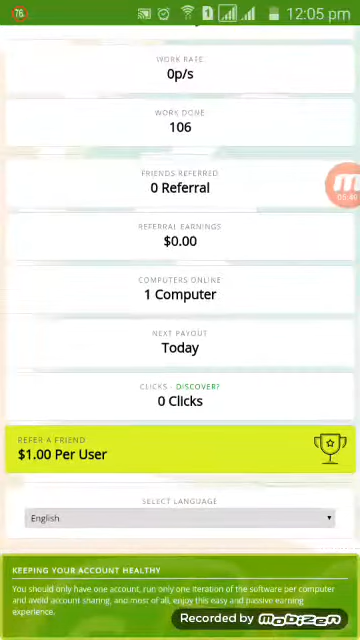 76
12:05 pm
WORK RATE
0p/s
WORK DONE
106
FRIENDS REFERRED
0 Referral
05:00
REFERRAL EARNINGS
$0.00
COMPUTERS ONLINE
1 Computer
NEXT PAYOUT
Today
CLICKS - DISCOVER?
0 Clicks
REFER A FRIEND
$1.00 Per User
SELECT LANGUAGE
English
KEEPING YOUR ACCOUNT HEALTHY
You should only have one account, run only one iteration of the software per computer
and avoid account sharing, and most of all, enjoy this easy and passive earning
experience.
Recorded by mobizen